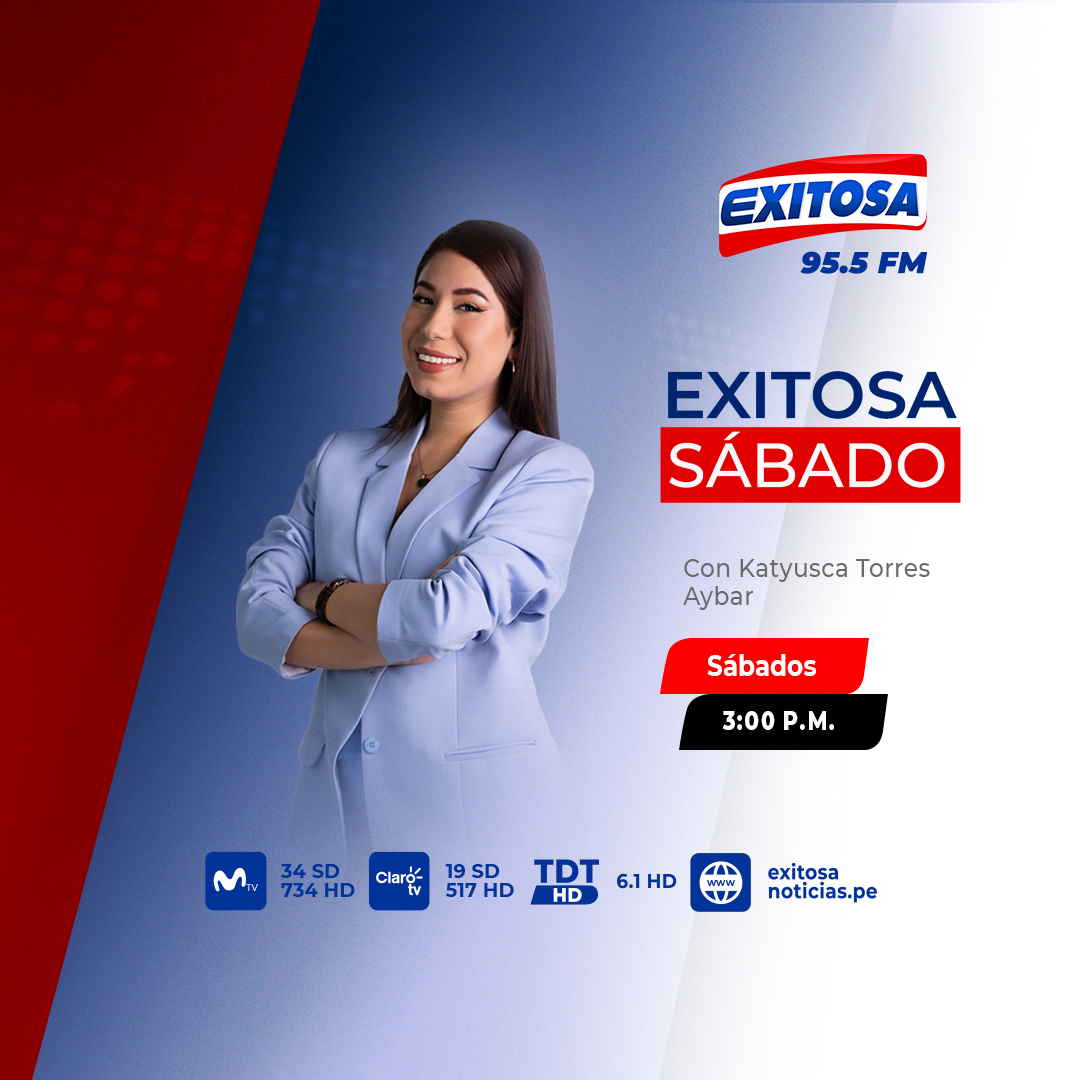 EXITOSA
95.5 FM
EXITOSA
SÁBADO
Con Katyusca Torres
Aybar
Sábados
3:00 P.M.
TV
34 SD
734 HD
Claro
tv
19 SD
517 HD
TDT
HD
6.1 HD
www
exitosa
noticias.pe